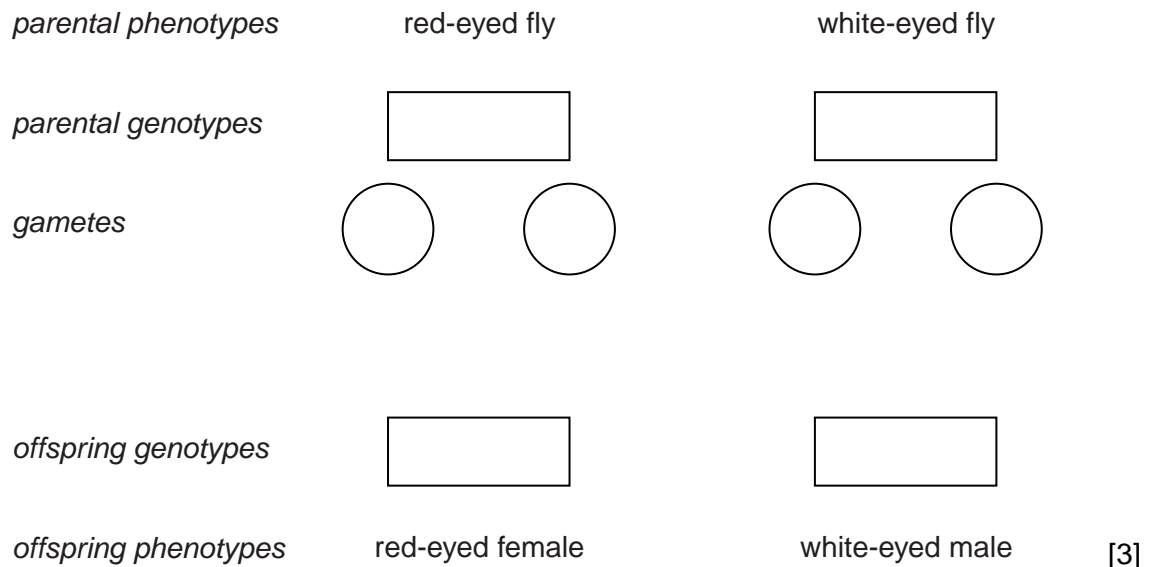 parental phenotypes red-eyed fly white-eyed fly
parental genotypes
gametes
offspring genotypes
offspring phenotypes red-eyed female white-eyed male [3]